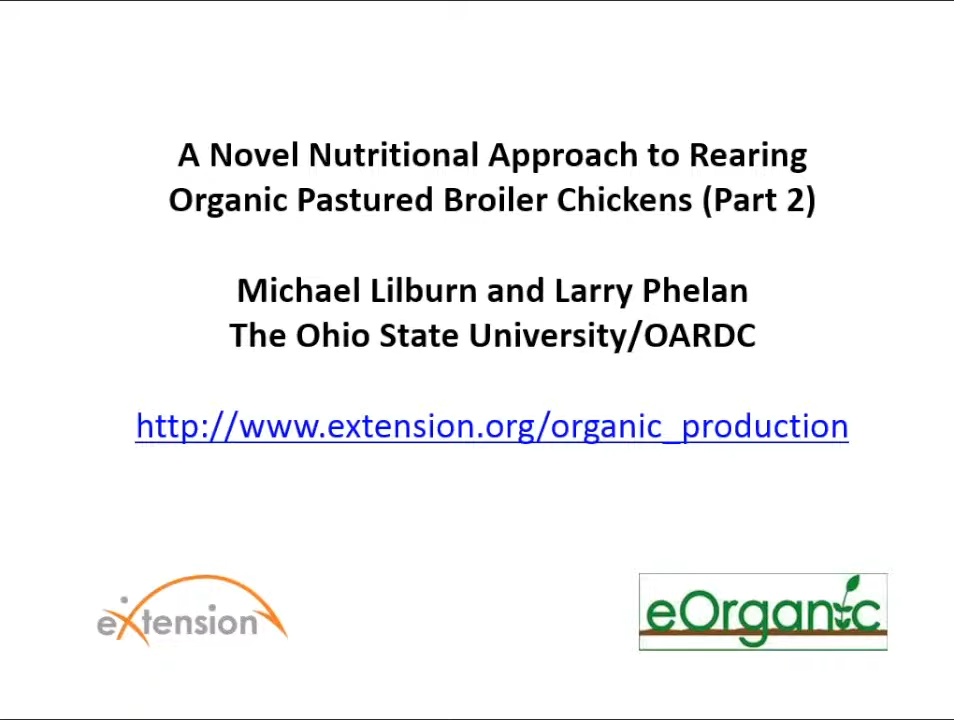 A Novel Nutritional Approach to Rearing
Organic Pastured Broiler Chickens (Part 2)
Michael Lilburn and Larry Phelan
The Ohio State University/OARDC
http://www.extension.org/organic_production
eXtension
eOrganic